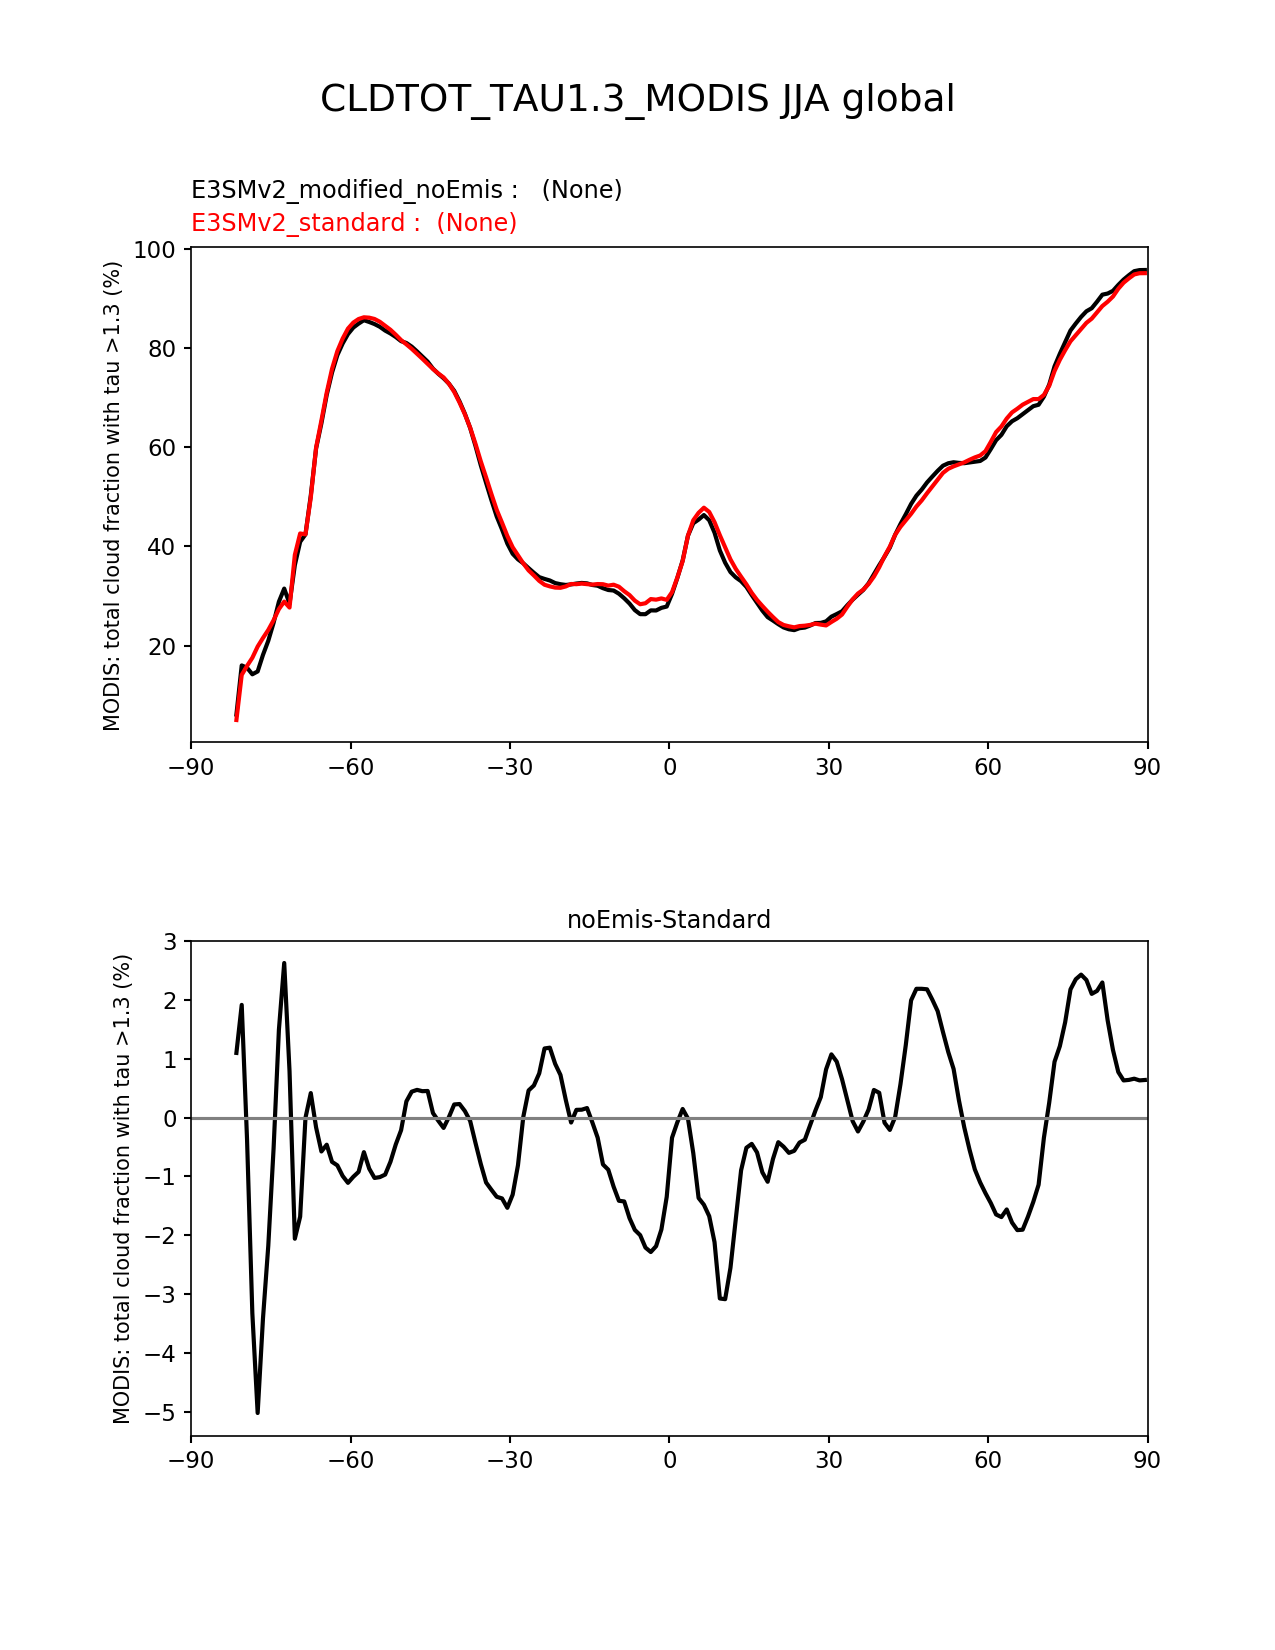 CLDTOT_TAU1.3_MODIS JJA global
E3SMv2_modified_noEmis :   (None)
E3SMv2_standard :  (None)
MODIS: total cloud fraction with tau >1.3 (%)
100
80
60
40
20
−90 −60 −30 0 30 60 90
noEmis-Standard
MODIS: total cloud fraction with tau >1.3 (%)
3
2
1
0
−1
−2
−3
−4
−5
−90 −60 −30 0 30 60 90